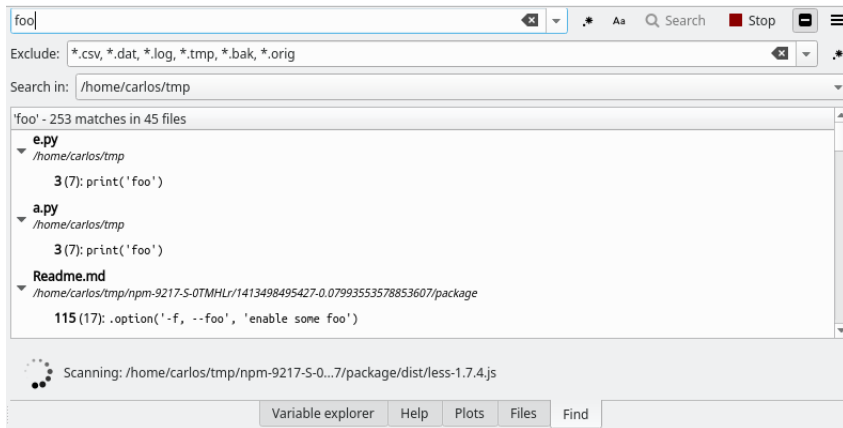 foo .* Aa Search Stop
Exclude: *.csv, *.dat, *.log, *.tmp, *.bak, *.orig .*
Search in: /home/carlos/tmp
'foo' - 253 matches in 45 files
e.py
/home/carlos/tmp
3 (7): print('foo')
a.py
/home/carlos/tmp
3 (7): print('foo')
Readme.md
/home/carlos/tmp/npm-9217-S-0TMHLr/1413498495427-0.07993553578853607/package
115 (17): .option('-f, --foo', 'enable some foo')
Scanning: /home/carlos/tmp/npm-9217-S-0...7/package/dist/less-1.7.4.js
Variable explorer Help Plots Files Find